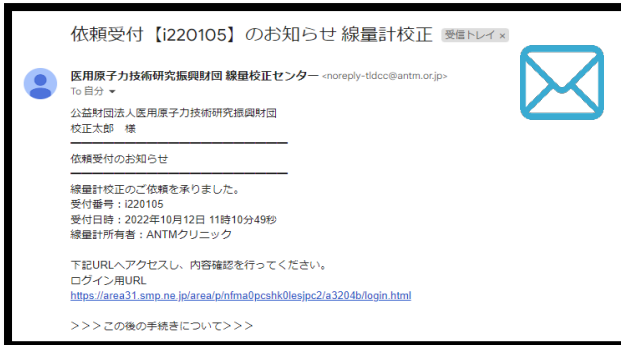 依頼受付【i220105】のお知らせ 線量計校正 受信トレイ ×
医用原子力技術研究振興財団 線量校正センター <noreply-tldcc@antm.or.jp>
To 自分
公益財団法人医用原子力技術研究振興財団
校正太郎 様
依頼受付のお知らせ
線量計校正のご依頼を承りました。
受付番号：i220105
受付日時：2022年10月12日 11時10分49秒
線量計所有者：ANTMクリニック
下記URLへアクセスし、内容確認を行ってください。
ログイン用URL
https://area31.smp.ne.jp/area/p/nfma0pcshk0lesjpc2/a3204b/login.html
＞＞＞この後の手続きについて＞＞＞